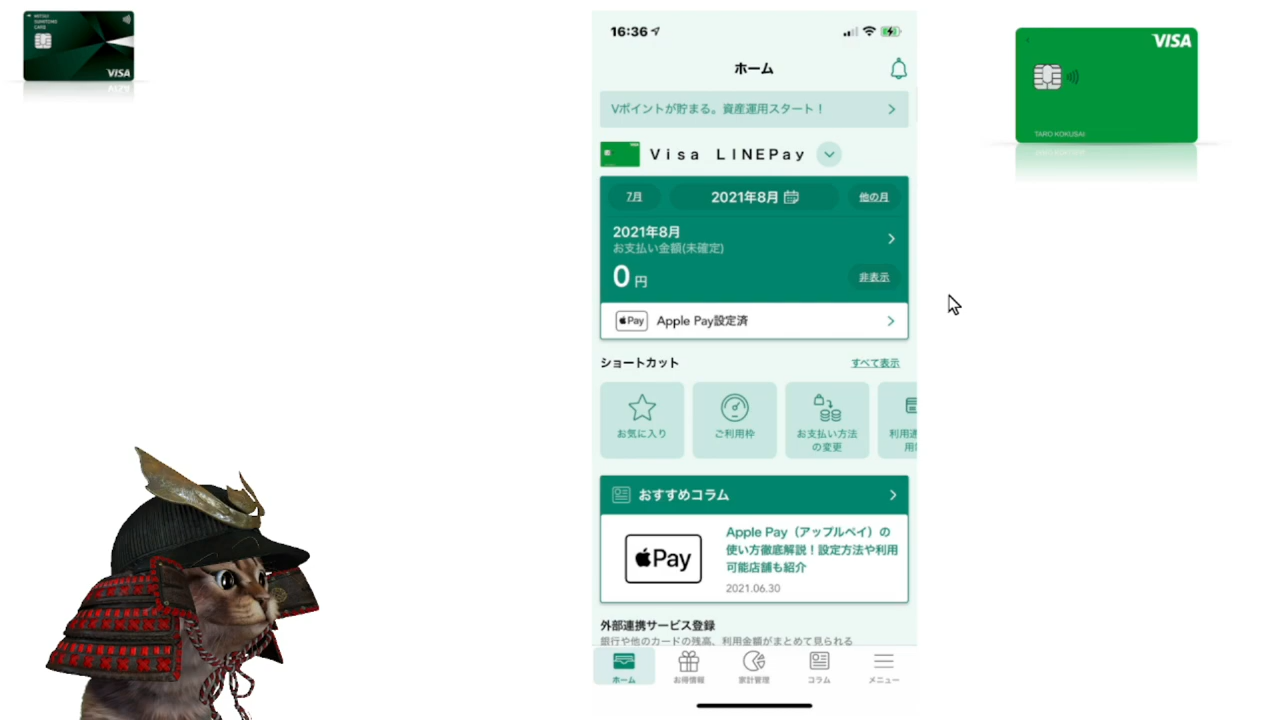 MITSUI
SUMITOMO
CARD
VISA
16:36
ホーム
Vポイントが貯まる。資産運用スタート！
Visa LINEPay
7月
2021年8月
他の月
2021年8月
お支払い金額(未確定)
0 円
非表示
Pay
Apple Pay設定済
ショートカット
すべて表示
お気に入り
ご利用枠
お支払い方法
の変更
おすすめコラム
Pay
Apple Pay（アップルペイ）の
使い方徹底解説！設定方法や利用
可能店舗も紹介
2021.06.30
外部連携サービス登録
銀行や他のカードの残高、利用金額がまとめて見られる
ホーム
お得情報
家計管理
コラム
メニュー
VISA
TARO KOKUSAI